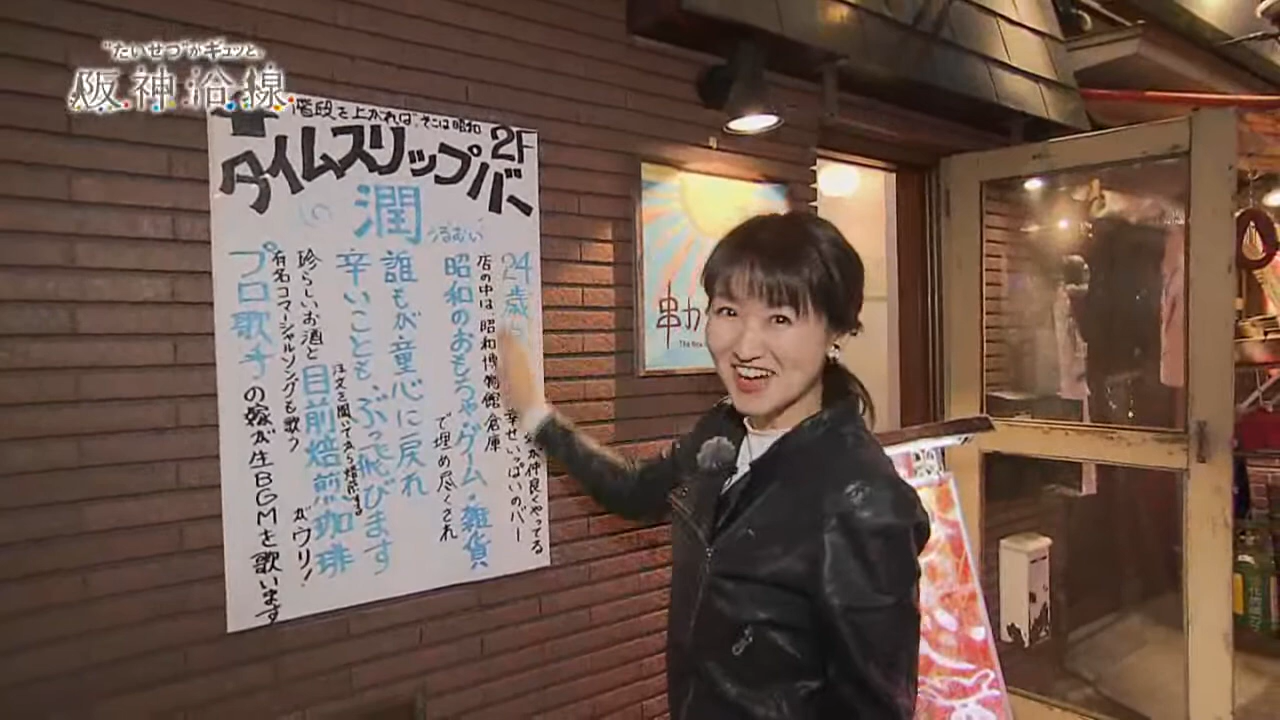 "たいせつ"がギュッと。
阪神沿線
階段を上がれば そこは昭和
2F
タイムスリップバー
潤
うるむい
24歳
が仲良くやってる
店の中は、昭和博物館倉庫
幸せいっぱいのバー
昭和のおもちゃ・ゲーム・雑貨
で埋め尽くされ
誰もが童心に戻れ
辛いことも、ぶっ飛びます
注文を聞いてから焙煎する
珍らしいお酒と目前焙煎珈琲がウリ!
有名コマーシャルソングも歌う
プロ歌手の嫁が生BGMを歌います
串カ
The New